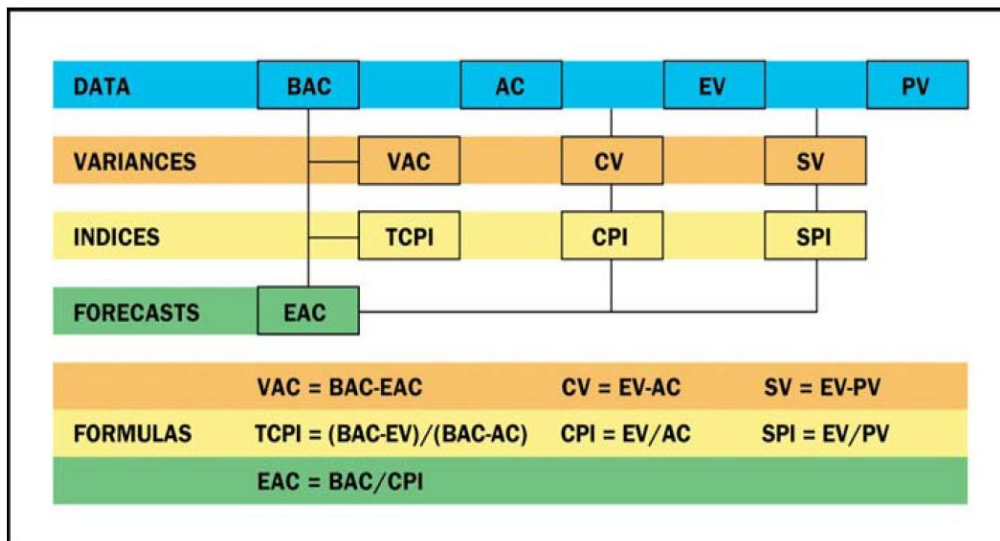 DATA BAC AC EV PV
VARIANCES VAC CV SV
INDICES TCPI CPI SPI
FORECASTS EAC
VAC = BAC-EAC CV = EV-AC SV = EV-PV
FORMULAS TCPI = (BAC-EV)/(BAC-AC) CPI = EV/AC SPI = EV/PV
EAC = BAC/CPI